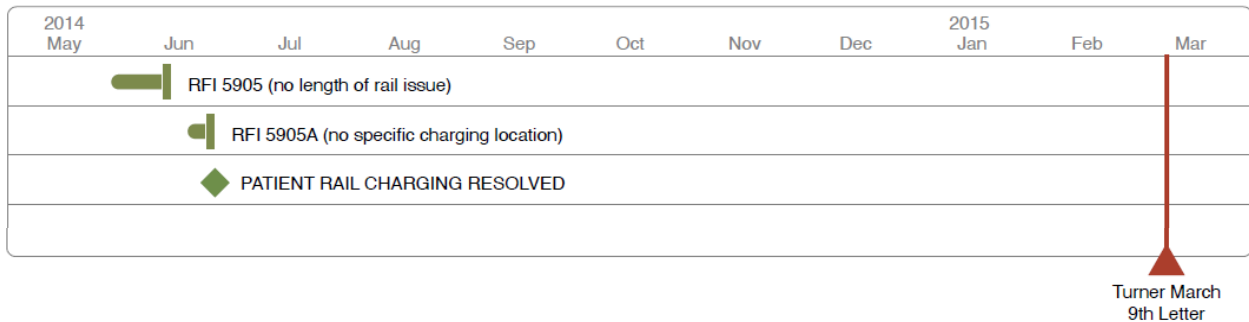 2014
2015
May
Jun
Jul
Aug
Sep
Oct
Nov
Dec
Jan
Feb
Mar
RFI 5905 (no length of rail issue)
RFI 5905A (no specific charging location)
PATIENT RAIL CHARGING RESOLVED
Turner March
9th Letter